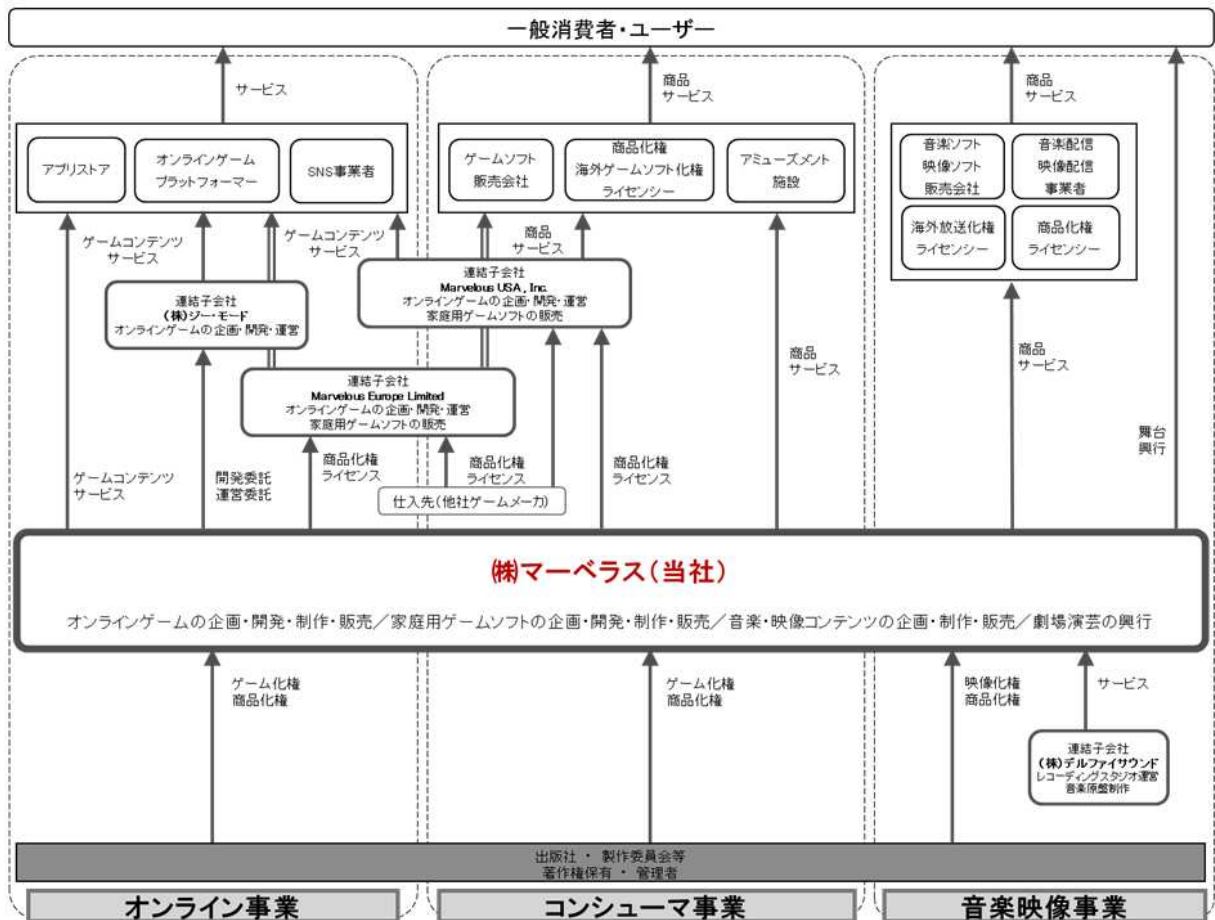 一般消費者・ユーザー
サービス
商品
サービス
商品
サービス
アプリストア
オンラインゲーム
プラットフォーマー
SNS事業者
ゲームソフト
販売会社
商品化権
海外ゲームソフト化権
ライセンシー
アミューズメント
施設
音楽ソフト
映像ソフト
販売会社
音楽配信
映像配信
事業者
海外放送化権
ライセンシー
商品化権
ライセンシー
ゲームコンテンツ
サービス
ゲームコンテンツ
サービス
商品
サービス
連結子会社
(株)ジー・モード
オンラインゲームの企画・開発・運営
連結子会社
Marvelous USA, Inc.
オンラインゲームの企画・開発・運営
家庭用ゲームソフトの販売
連結子会社
Marvelous Europe Limited
オンラインゲームの企画・開発・運営
家庭用ゲームソフトの販売
商品
サービス
商品
サービス
舞台
興行
ゲームコンテンツ
サービス
開発委託
運営委託
商品化権
ライセンス
商品化権
ライセンス
商品化権
ライセンス
仕入先(他社ゲームメーカ)
㈱マーベラス(当社)
オンラインゲームの企画・開発・制作・販売/家庭用ゲームソフトの企画・開発・制作・販売/音楽・映像コンテンツの企画・制作・販売/劇場演芸の興行
ゲーム化権
商品化権
ゲーム化権
商品化権
映像化権
商品化権
サービス
連結子会社
(株)デルファイサウンド
レコーディングスタジオ運営
音楽原盤制作
出版社 ・ 製作委員会等
著作権保有 ・ 管理者
オンライン事業
コンシューマ事業
音楽映像事業